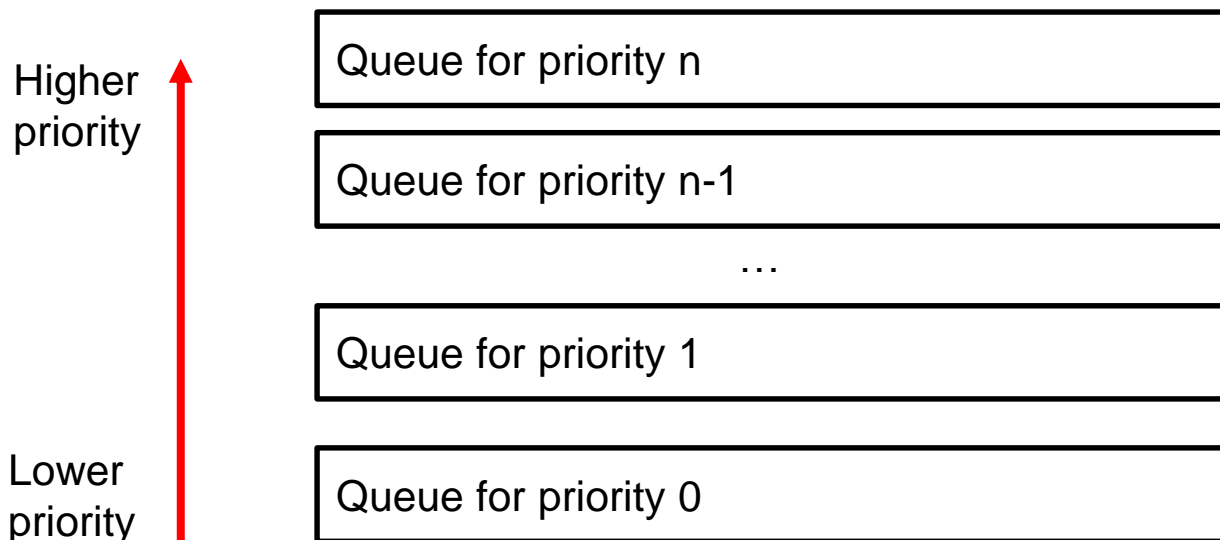 Higher
priority
Queue for priority n
Queue for priority n-1
...
Queue for priority 1
Lower
priority
Queue for priority 0